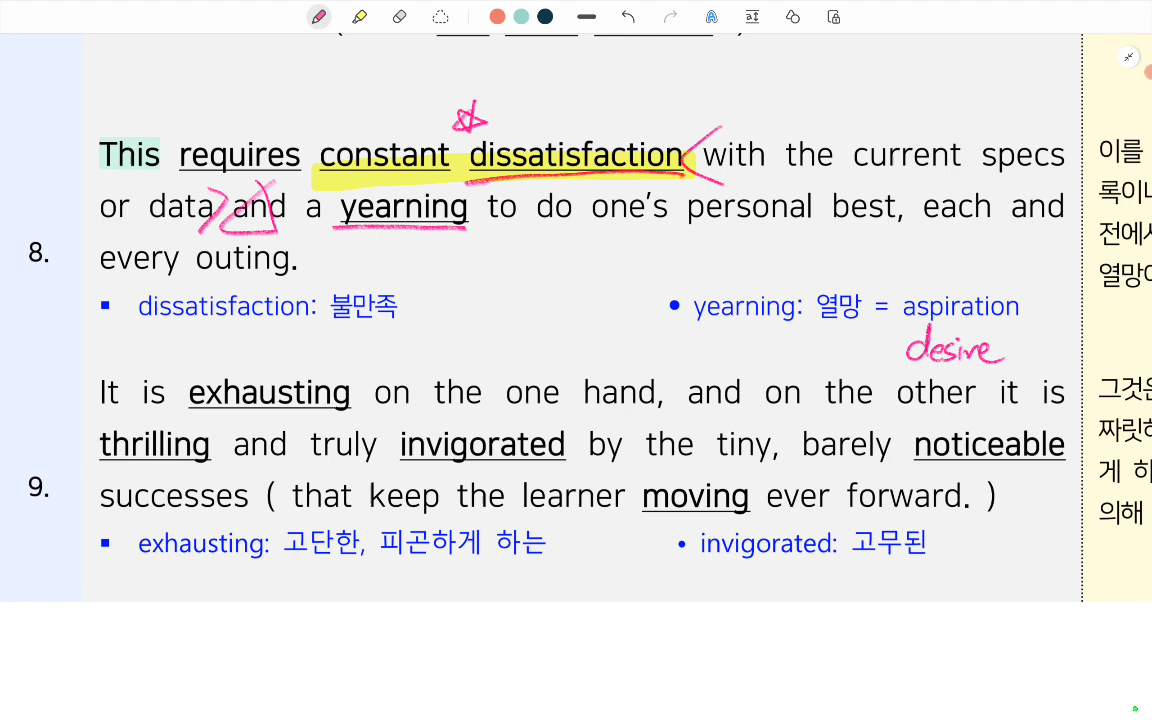 This requires constant dissatisfaction with the current specs
or data and a yearning to do one's personal best, each and
8.
every outing.
▪ dissatisfaction: 불만족 • yearning: 열망 = aspiration
desire
It is exhausting on the one hand, and on the other it is
thrilling and truly invigorated by the tiny, barely noticeable
9.
successes ( that keep the learner moving ever forward. )
▪ exhausting: 고단한, 피곤하게 하는 • invigorated: 고무된
이를
록이나
전에서
열망이
그것은
짜릿하
게 하
의해